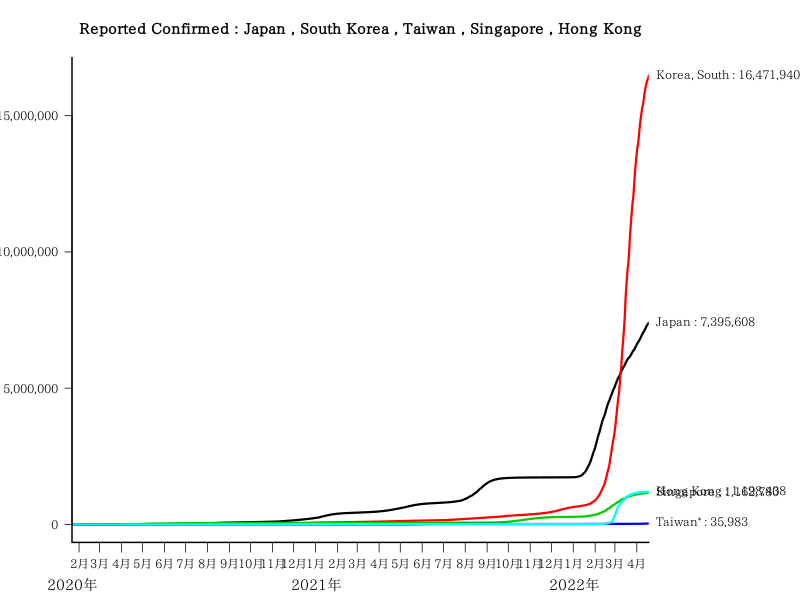 Reported Confirmed : Japan , South Korea , Taiwan , Singapore , Hong Kong
Korea, South : 16,471,940
15,000,000
10,000,000
Japan : 7,395,608
5,000,000
Hong Kong
Taiwan* : 35,983
0
2月 3月 4月 5月 6月 7月 8月 9月 10月 11月 12月 1月 2月 3月 4月 5月 6月 7月 8月 9月 10月 11月 12月 1月 2月 3月 4月
2020年 2021年 2022年